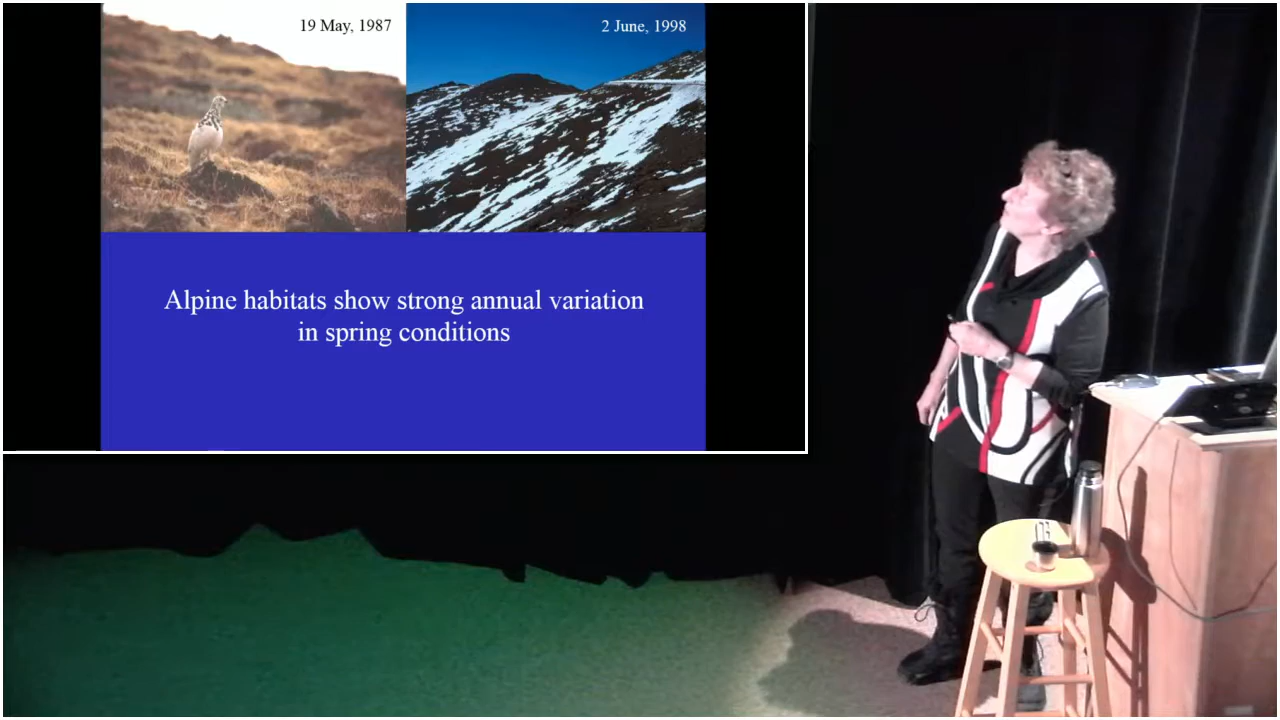 19 May, 1987
2 June, 1998
Alpine habitats show strong annual variation
in spring conditions